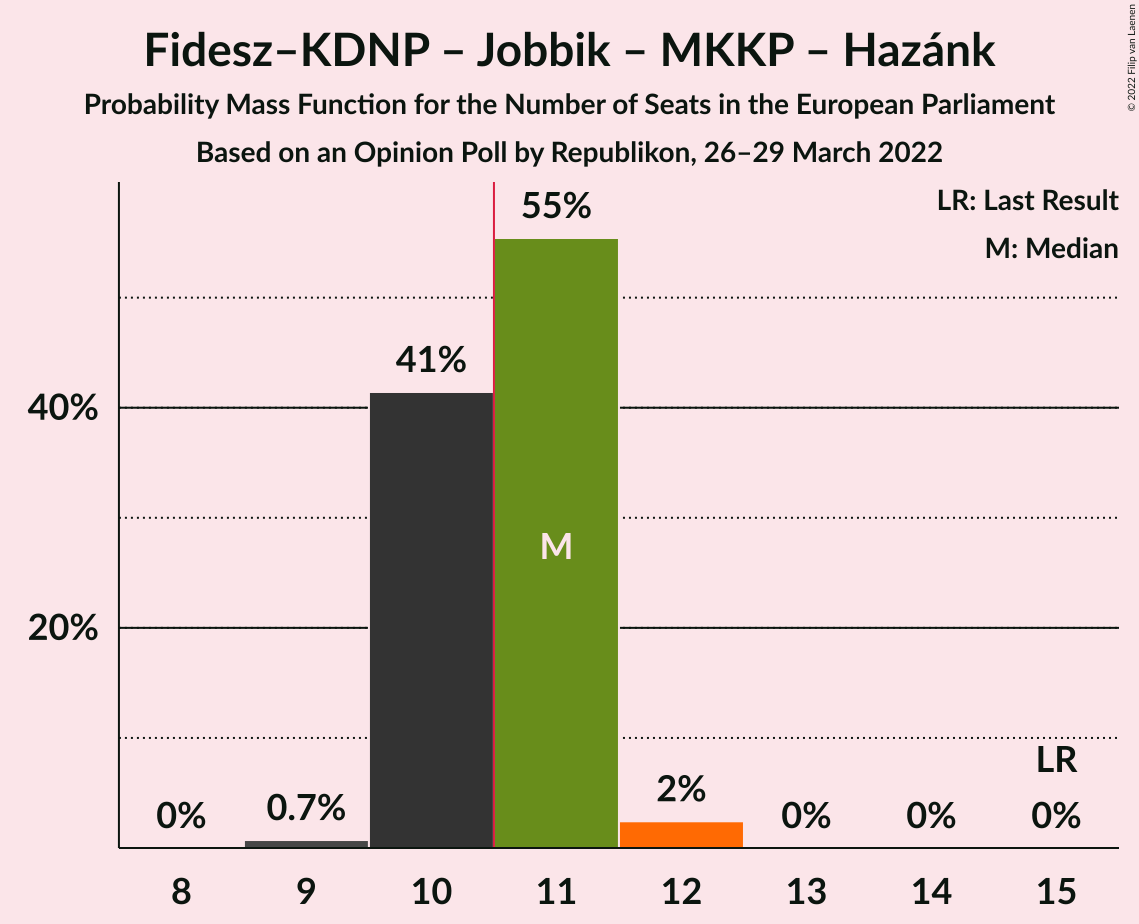 Fidesz–KDNP – Jobbik – MKKP – Hazánk
Probability Mass Function for the Number of Seats in the European Parliament
Based on an Opinion Poll by Republikon, 26–29 March 2022
© 2022 Filip van Laenen
LR: Last Result
M: Median
55%
41%
40%
M
20%
LR
0%
0.7%
2%
0%
0%
0%
8
9
10
11
12
13
14
15